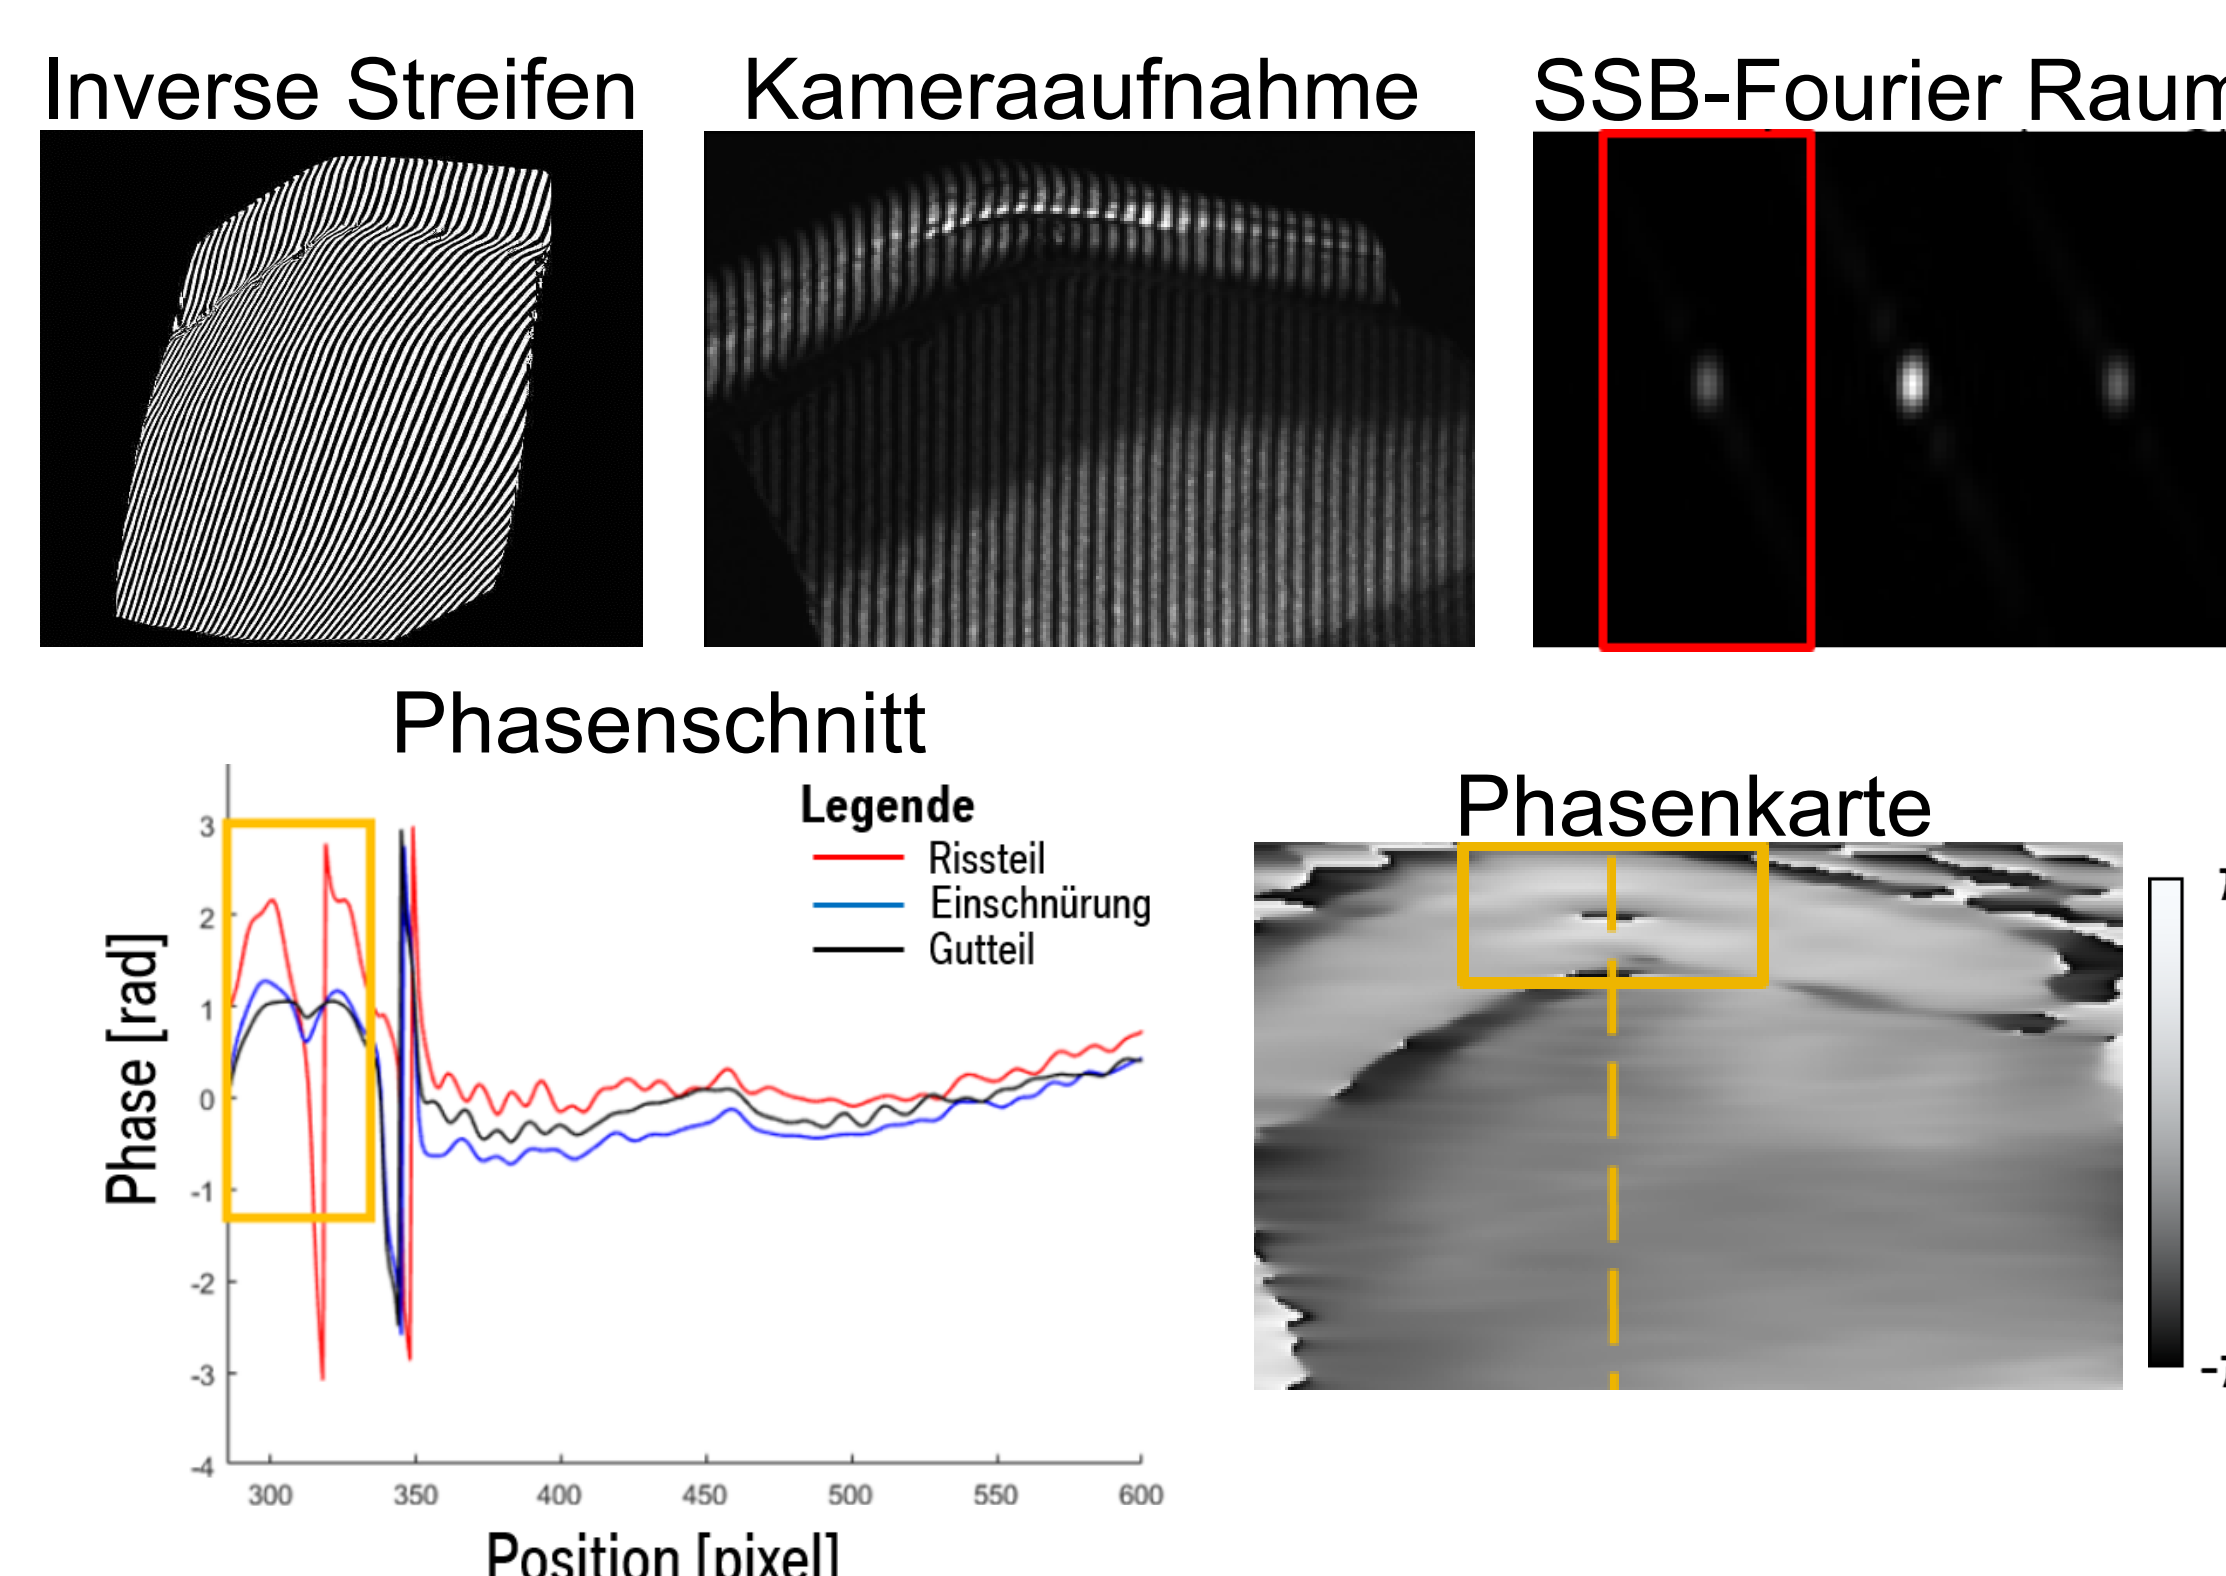 Inverse Streifen
Kameraaufnahme
SSB-Fourier Raum
Phasenschnitt
Legende
Rissteil
Einschnürung
Gutteil
Phase [rad]
3
2
1
0
-1
-2
-3
-4
300
350
400
450
500
550
600
Position [pixel]
Phasenkarte